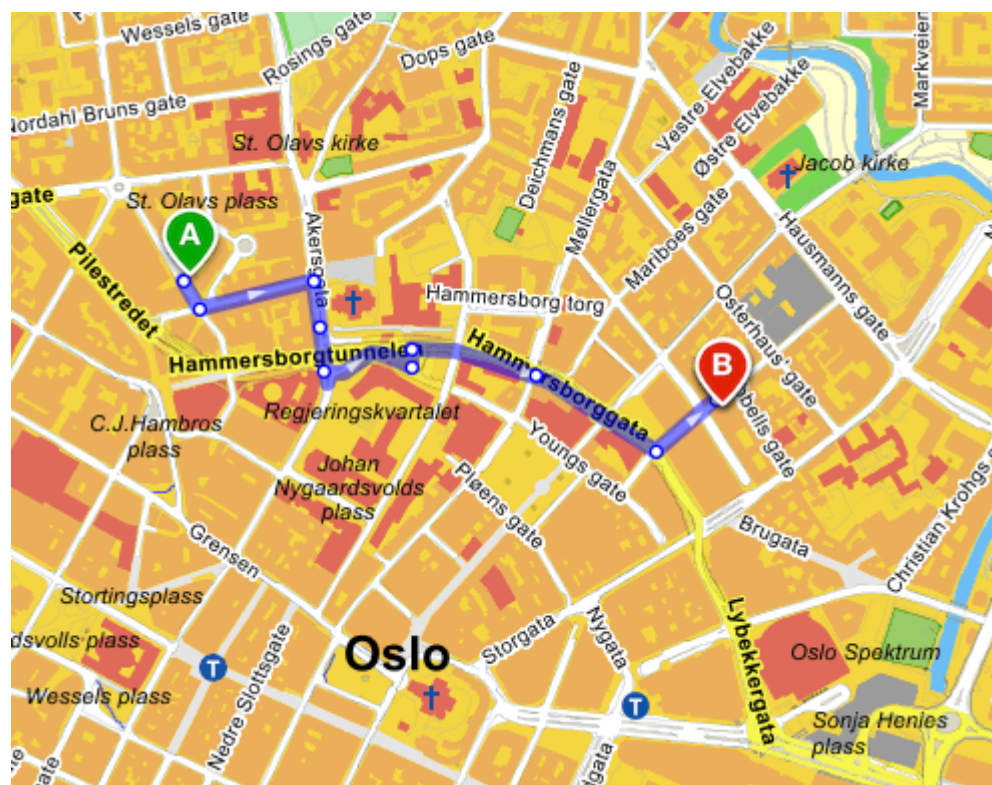 Wessels gate
Rosings gate
Dops gate
Markveien
Nordahl Bruns gate
Vestre Elvebakke
Østre Elvebakke
St. Olavs kirke
Deichmans gate
Jacob kirke
gate
St. Olavs plass
A
Akersgata
Møllergata
Mariboes gate
Hausmanns gate
Pilestredet
Hammersborg torg
Osterhaus' gate
Hammersborgtunnelen
Hammersborggata
B
C.J.Hambros
plass
Regjeringskvartalet
Youngs gate
Johan
Nygaardsvolds
plass
Pløens gate
Brugata
Christian Krohgs
Grensen
Stortingsplass
Storgata
Nygata
Lybekkergata
dsvolls plass
Oslo
Oslo Spektrum
Wessels plass
T
Nedre Slottsgate
T
Sonja Henies
plass